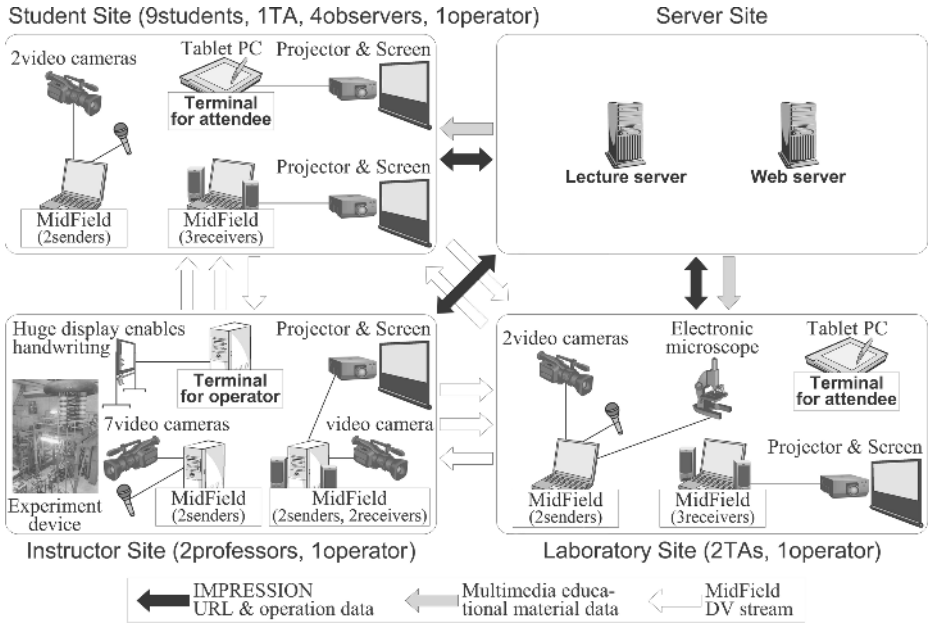 Student Site (9students, 1TA, 4observers, 1operator)
2video cameras
Tablet PC
Projector & Screen
Terminal
for attendee
Projector & Screen
MidField
(2senders)
MidField
(3receivers)
Server Site
Lecture server
Web server
Huge display enables
handwriting
Terminal
for operator
Projector & Screen
7video cameras
video camera
Experiment
device
MidField
(2senders)
MidField
(2senders, 2receivers)
Instructor Site (2professors, 1operator)
2video cameras
Electronic
microscope
Tablet PC
Terminal
for attendee
Projector & Screen
MidField
(2senders)
MidField
(3receivers)
Laboratory Site (2TAs, 1operator)
IMPRESSION
URL & operation data
Multimedia educa-
tional material data
MidField
DV stream